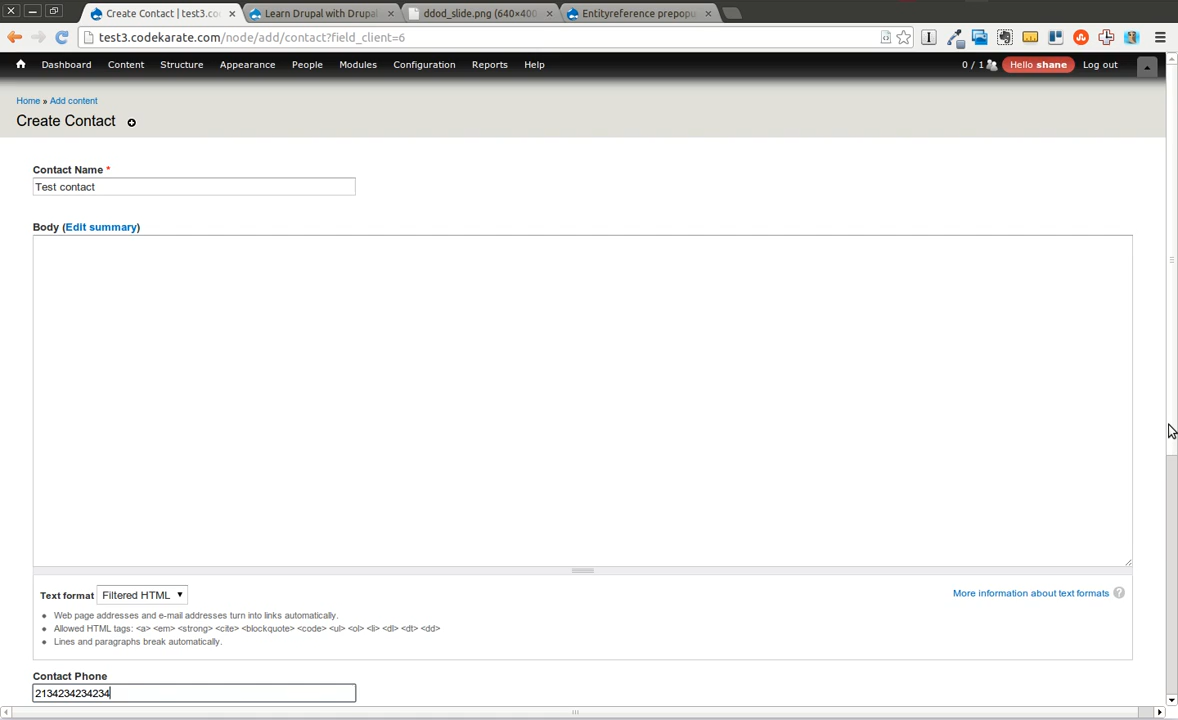 Create Contact | test3.co
Learn Drupal with Drupal
ddod_slide.png (640×400
Entityreference prepopu
test3.codekarate.com/node/add/contact?field_client=6
Dashboard Content Structure Appearance People Modules Configuration Reports Help 0 / 1 Hello shane Log out
Home » Add content
Create Contact
Contact Name *
Test contact
Body (Edit summary)
Text format Filtered HTML More information about text formats ?
Web page addresses and e-mail addresses turn into links automatically.
Allowed HTML tags: <a> <em> <strong> <cite> <blockquote> <code> <ul> <ol> <li> <dl> <dt> <dd>
Lines and paragraphs break automatically.
Contact Phone
2134234234234